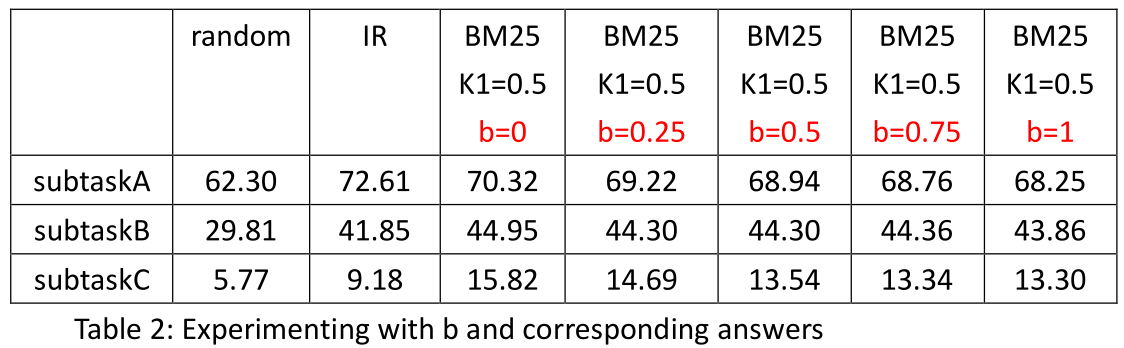 random IR BM25 BM25 BM25 BM25 BM25
K1=0.5 K1=0.5 K1=0.5 K1=0.5 K1=0.5
b=0 b=0.25 b=0.5 b=0.75 b=1
subtaskA 62.30 72.61 70.32 69.22 68.94 68.76 68.25
subtaskB 29.81 41.85 44.95 44.30 44.30 44.36 43.86
subtaskC 5.77 9.18 15.82 14.69 13.54 13.34 13.30
Table 2: Experimenting with b and corresponding answers